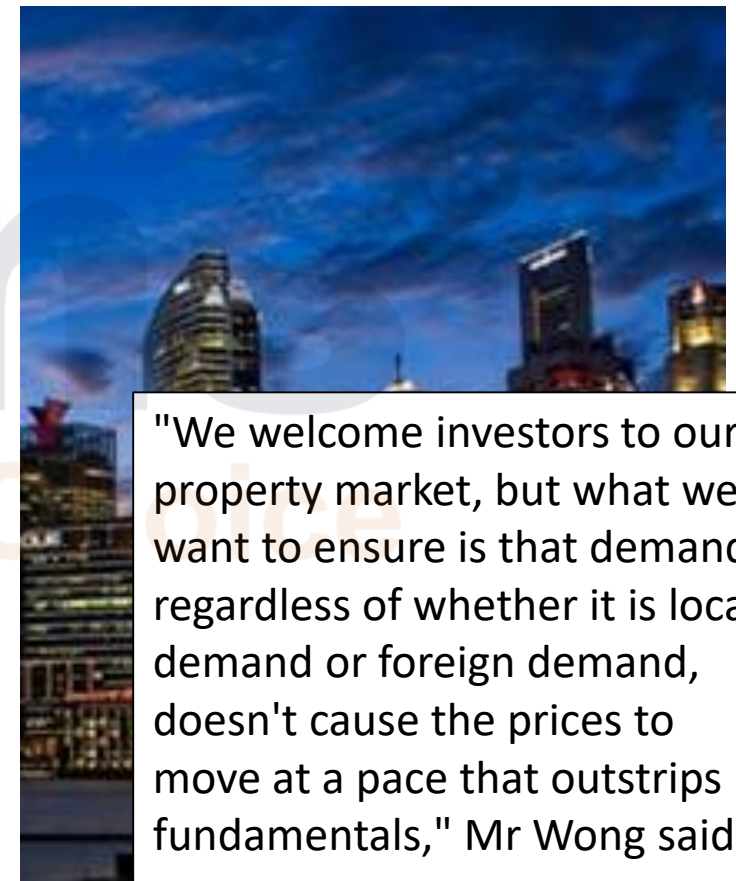 "We welcome investors to our
property market, but what we
want to ensure is that demand
regardless of whether it is loca
demand or foreign demand,
doesn't cause the prices to
move at a pace that outstrips
fundamentals," Mr Wong said